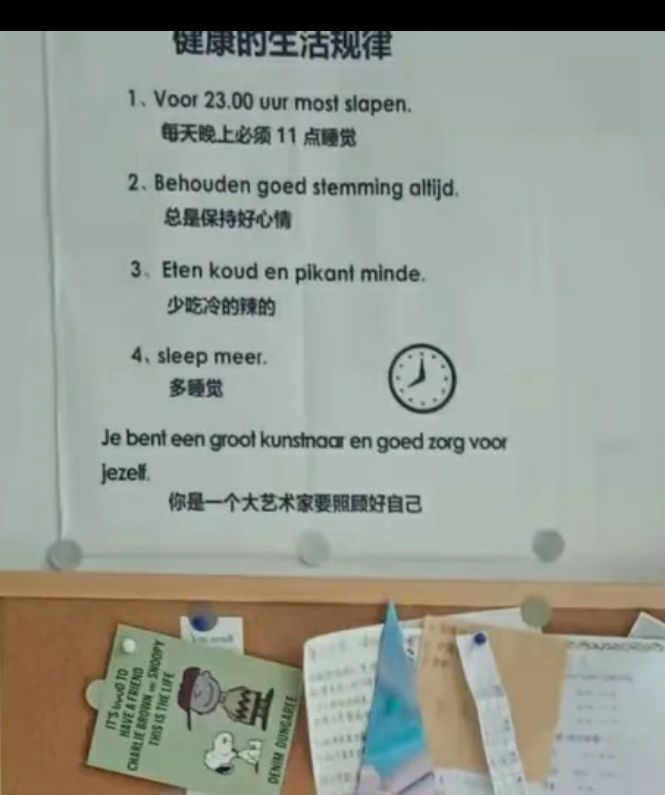 健康的生活规律
1、Voor 23.00 uur most slapen.
每天晚上必须 11 点睡觉
2、Behouden goed stemming altijd.
总是保持好心情
3、Eten koud en pikant minde.
少吃冷的辣的
4、sleep meer.
多睡觉
Je bent een groot kunstnaar en goed zorg voor
jezelf.
你是一个大艺术家要照顾好自己
IT'S GOOD TO
HAVE A FRIEND
CHARLIE BROWN AND SNOOPY
THIS IS THE LIFE
DENIM DUNGAREE